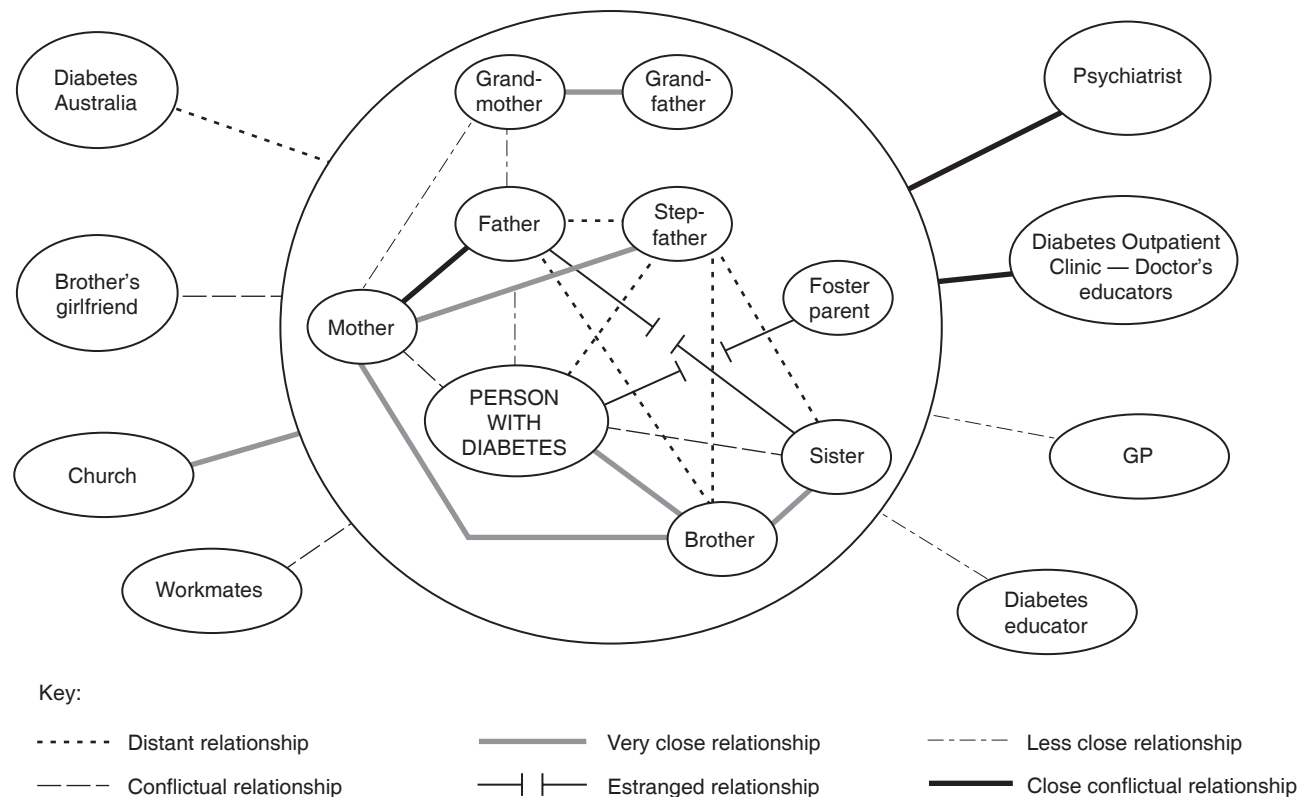 Diabetes
Australia
Grand-
mother
Grand-
father
Psychiatrist
Father
Step-
father
Diabetes Outpatient
Clinic — Doctor's
educators
Brother's
girlfriend
Foster
parent
Mother
PERSON
WITH
DIABETES
Sister
GP
Church
Brother
Workmates
Diabetes
educator
Key:
Distant relationship
Very close relationship
Less close relationship
Conflictual relationship
Estranged relationship
Close conflictual relationship